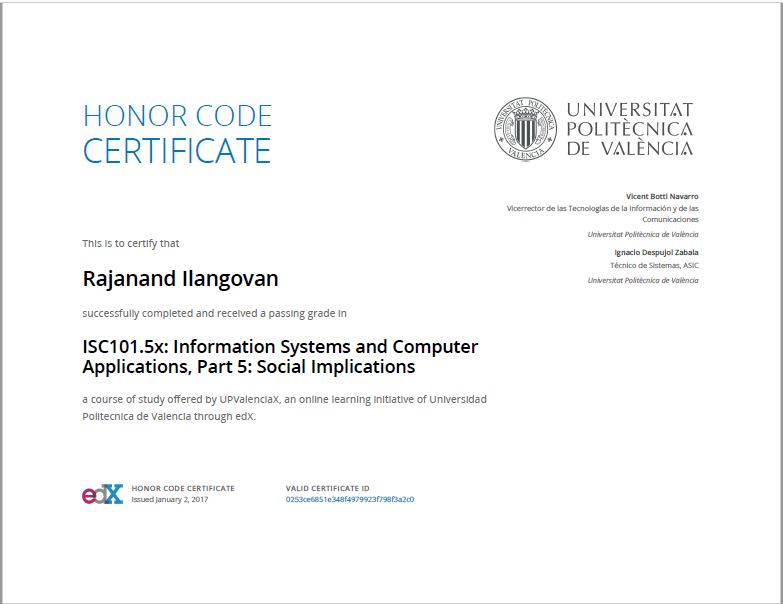 HONOR CODE
CERTIFICATE
UNIVERSITAT POLITÈCNICA
VALENCIA
UNIVERSITAT
POLITÈCNICA
DE VALÈNCIA
Vicent Botti Navarro
Vicerrector de las Tecnologías de la Información y de las
Comunicaciones
Universitat Politècnica de València
Ignacio Despujol Zabala
Técnico de Sistemas, ASIC
Universitat Politècnica de València
This is to certify that
Rajanand Ilangovan
successfully completed and received a passing grade in
ISC101.5x: Information Systems and Computer
Applications, Part 5: Social Implications
a course of study offered by UPValenciaX, an online learning initiative of Universidad
Politecnica de Valencia through edX.
edX
HONOR CODE CERTIFICATE
Issued January 2, 2017
VALID CERTIFICATE ID
0253ce6851e348f4979923f798f3a2c0